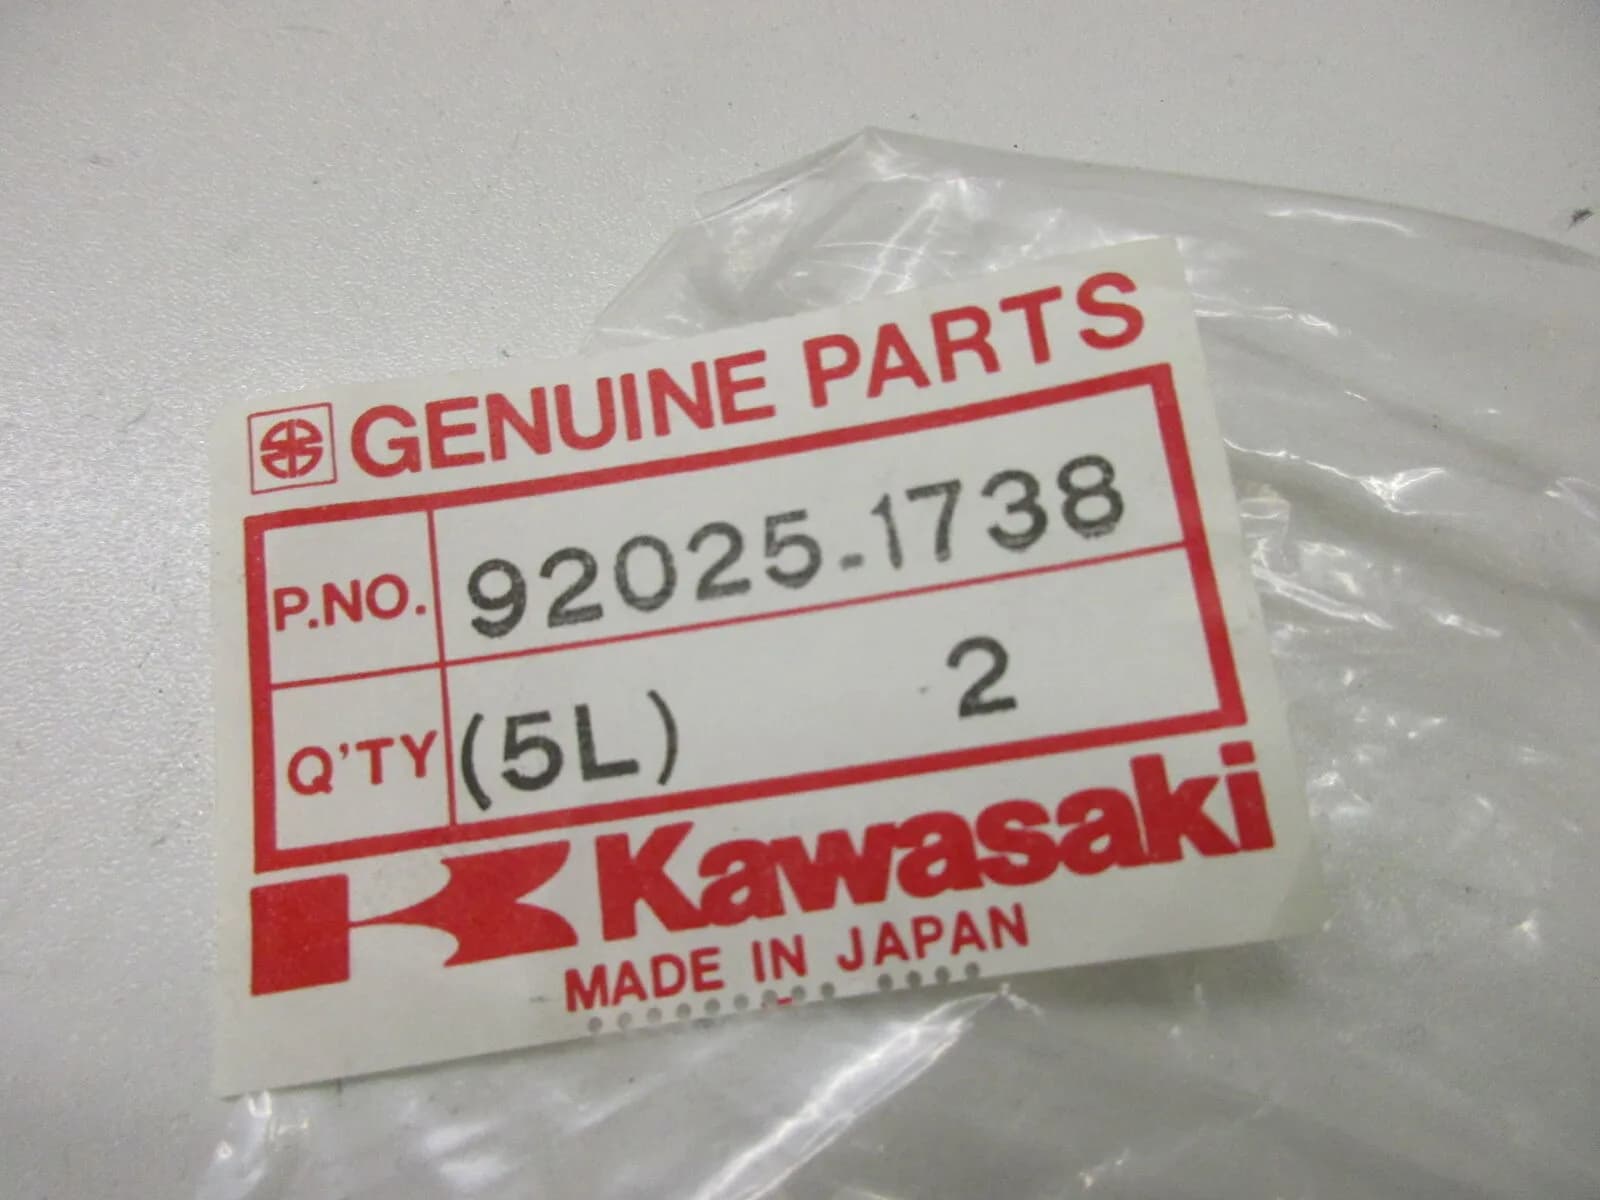 GENUINE PARTS
P.NO. 92025-1738
Q'TY (5L) 2
Kawasaki
MADE IN JAPAN